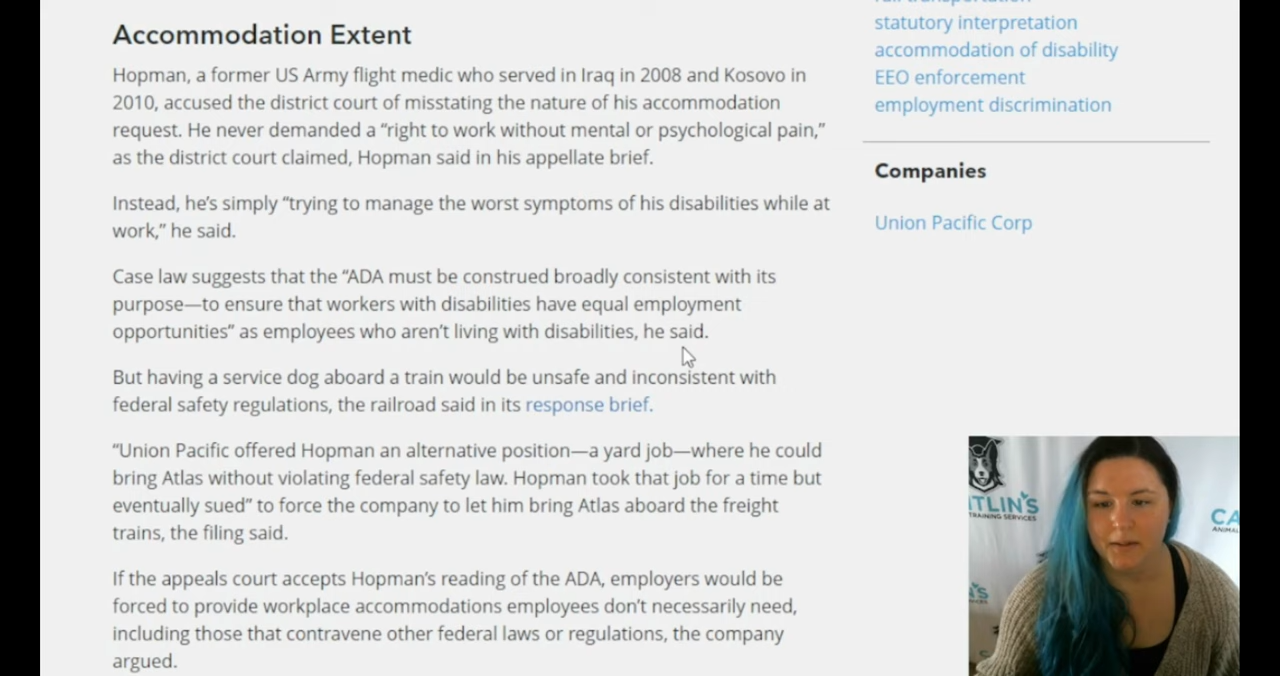 Accommodation Extent
Hopman, a former US Army flight medic who served in Iraq in 2008 and Kosovo in
2010, accused the district court of misstating the nature of his accommodation
request. He never demanded a “right to work without mental or psychological pain,”
as the district court claimed, Hopman said in his appellate brief.
Instead, he’s simply “trying to manage the worst symptoms of his disabilities while at
work,” he said.
Case law suggests that the “ADA must be construed broadly consistent with its
purpose—to ensure that workers with disabilities have equal employment
opportunities” as employees who aren’t living with disabilities, he said.
But having a service dog aboard a train would be unsafe and inconsistent with
federal safety regulations, the railroad said in its response brief.
“Union Pacific offered Hopman an alternative position—a yard job—where he could
bring Atlas without violating federal safety law. Hopman took that job for a time but
eventually sued” to force the company to let him bring Atlas aboard the freight
trains, the filing said.
If the appeals court accepts Hopman’s reading of the ADA, employers would be
forced to provide workplace accommodations employees don’t necessarily need,
including those that contravene other federal laws or regulations, the company
argued.
statutory interpretation
accommodation of disability
EEO enforcement
employment discrimination
Companies
Union Pacific Corp
ITLIN'S
TRAINING SERVICES
CA
ANIMAL